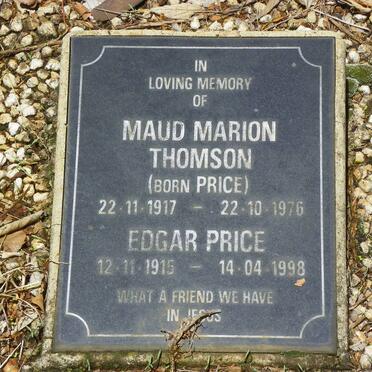 IN
LOVING MEMORY
OF
MAUD MARION
THOMSON
(BORN PRICE)
22·11·1917 – 22·10·1976
EDGAR PRICE
12·11·1915 – 14·04·1998
WHAT A FRIEND WE HAVE
IN JESUS